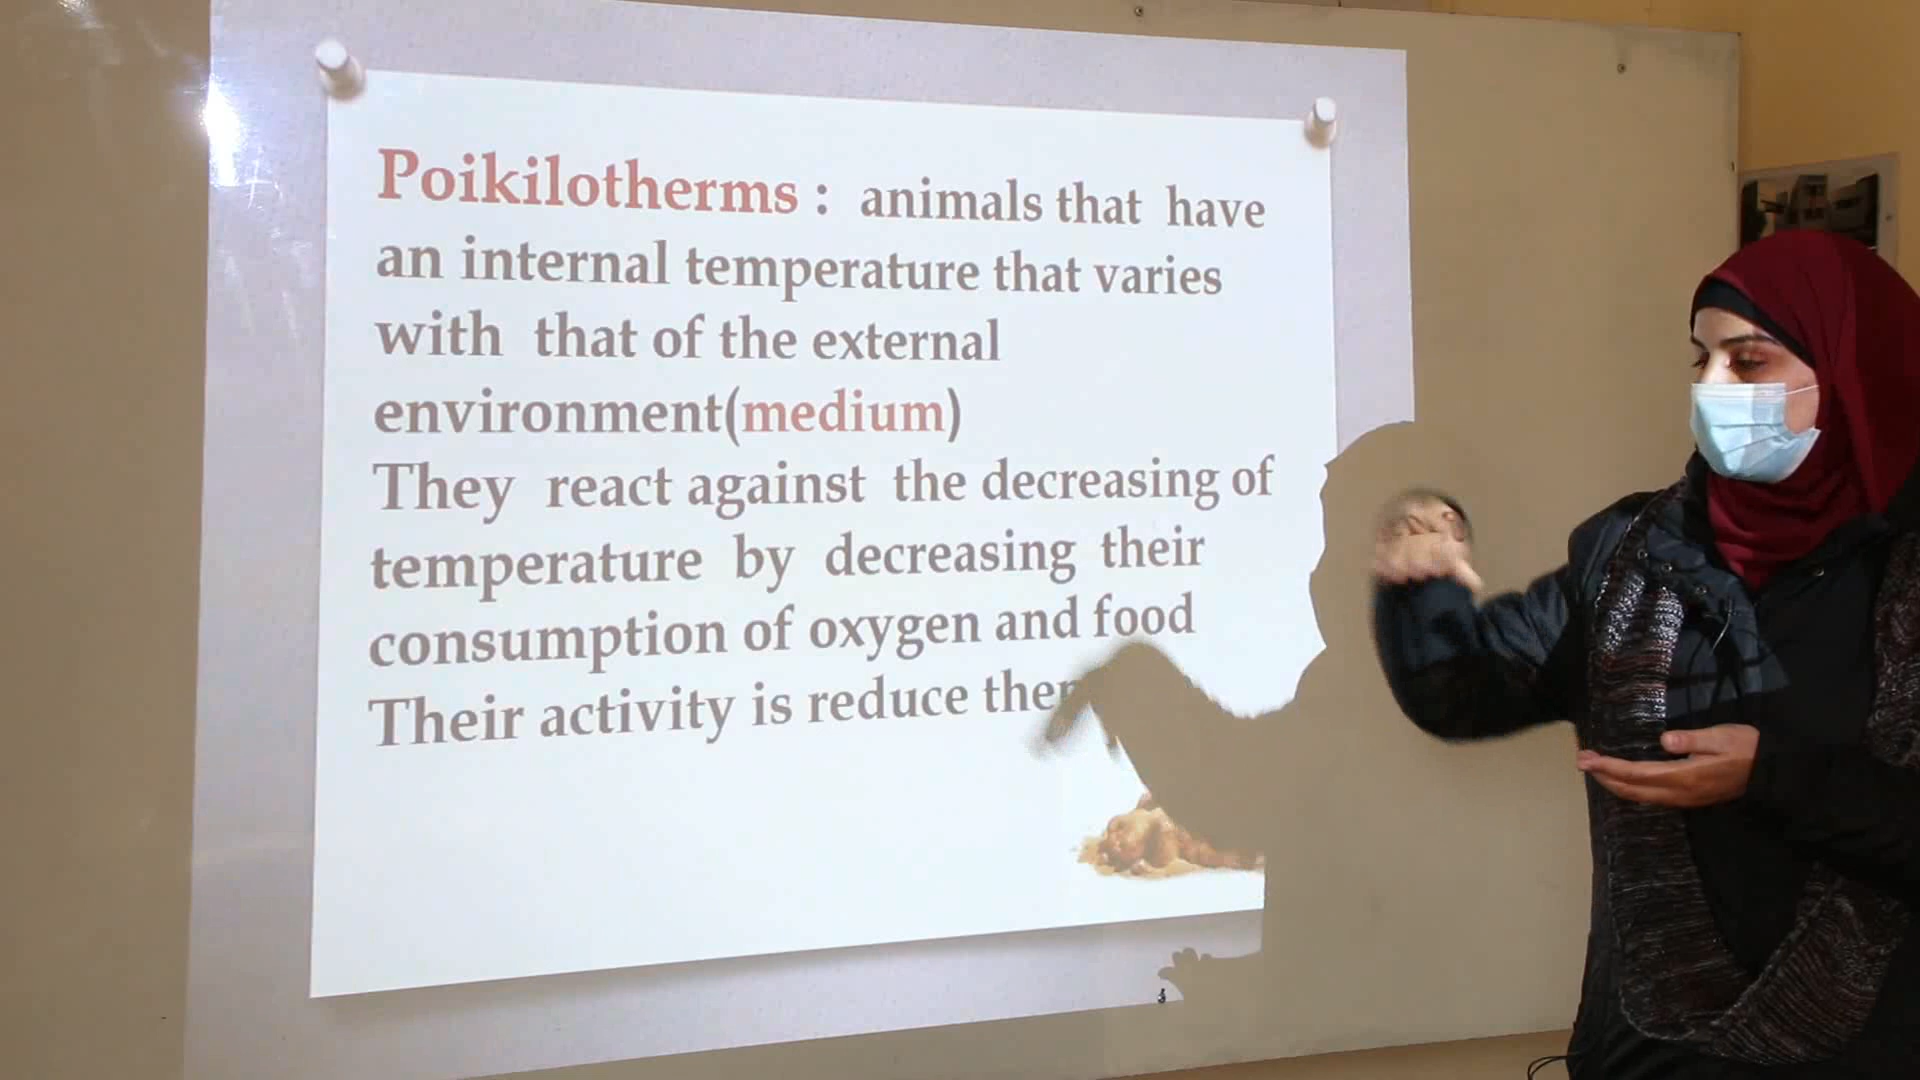 Poikilotherms : animals that have
an internal temperature that varies
with that of the external
environment(medium)
They react against the decreasing of
temperature by decreasing their
consumption of oxygen and food
Their activity is reduce